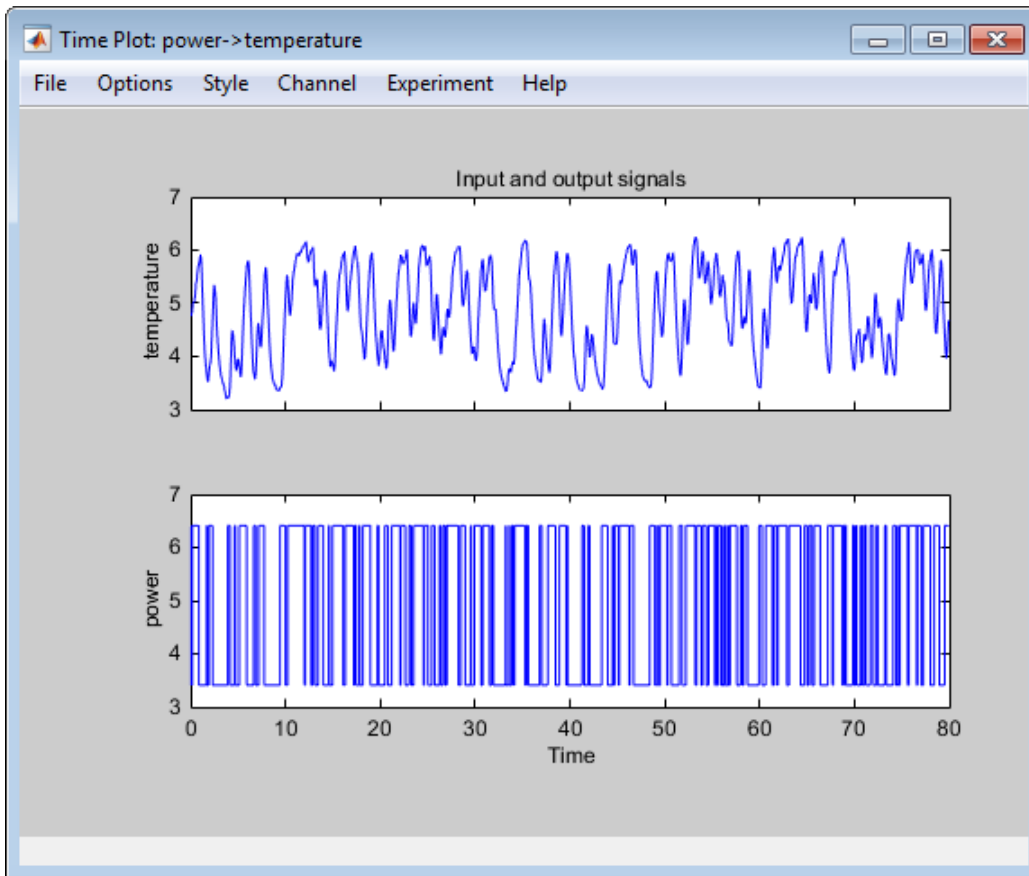 Time Plot: power->temperature
File Options Style Channel Experiment Help
Input and output signals
7
6
5
4
3
temperature
7
6
5
4
3
power
0 10 20 30 40 50 60 70 80
Time